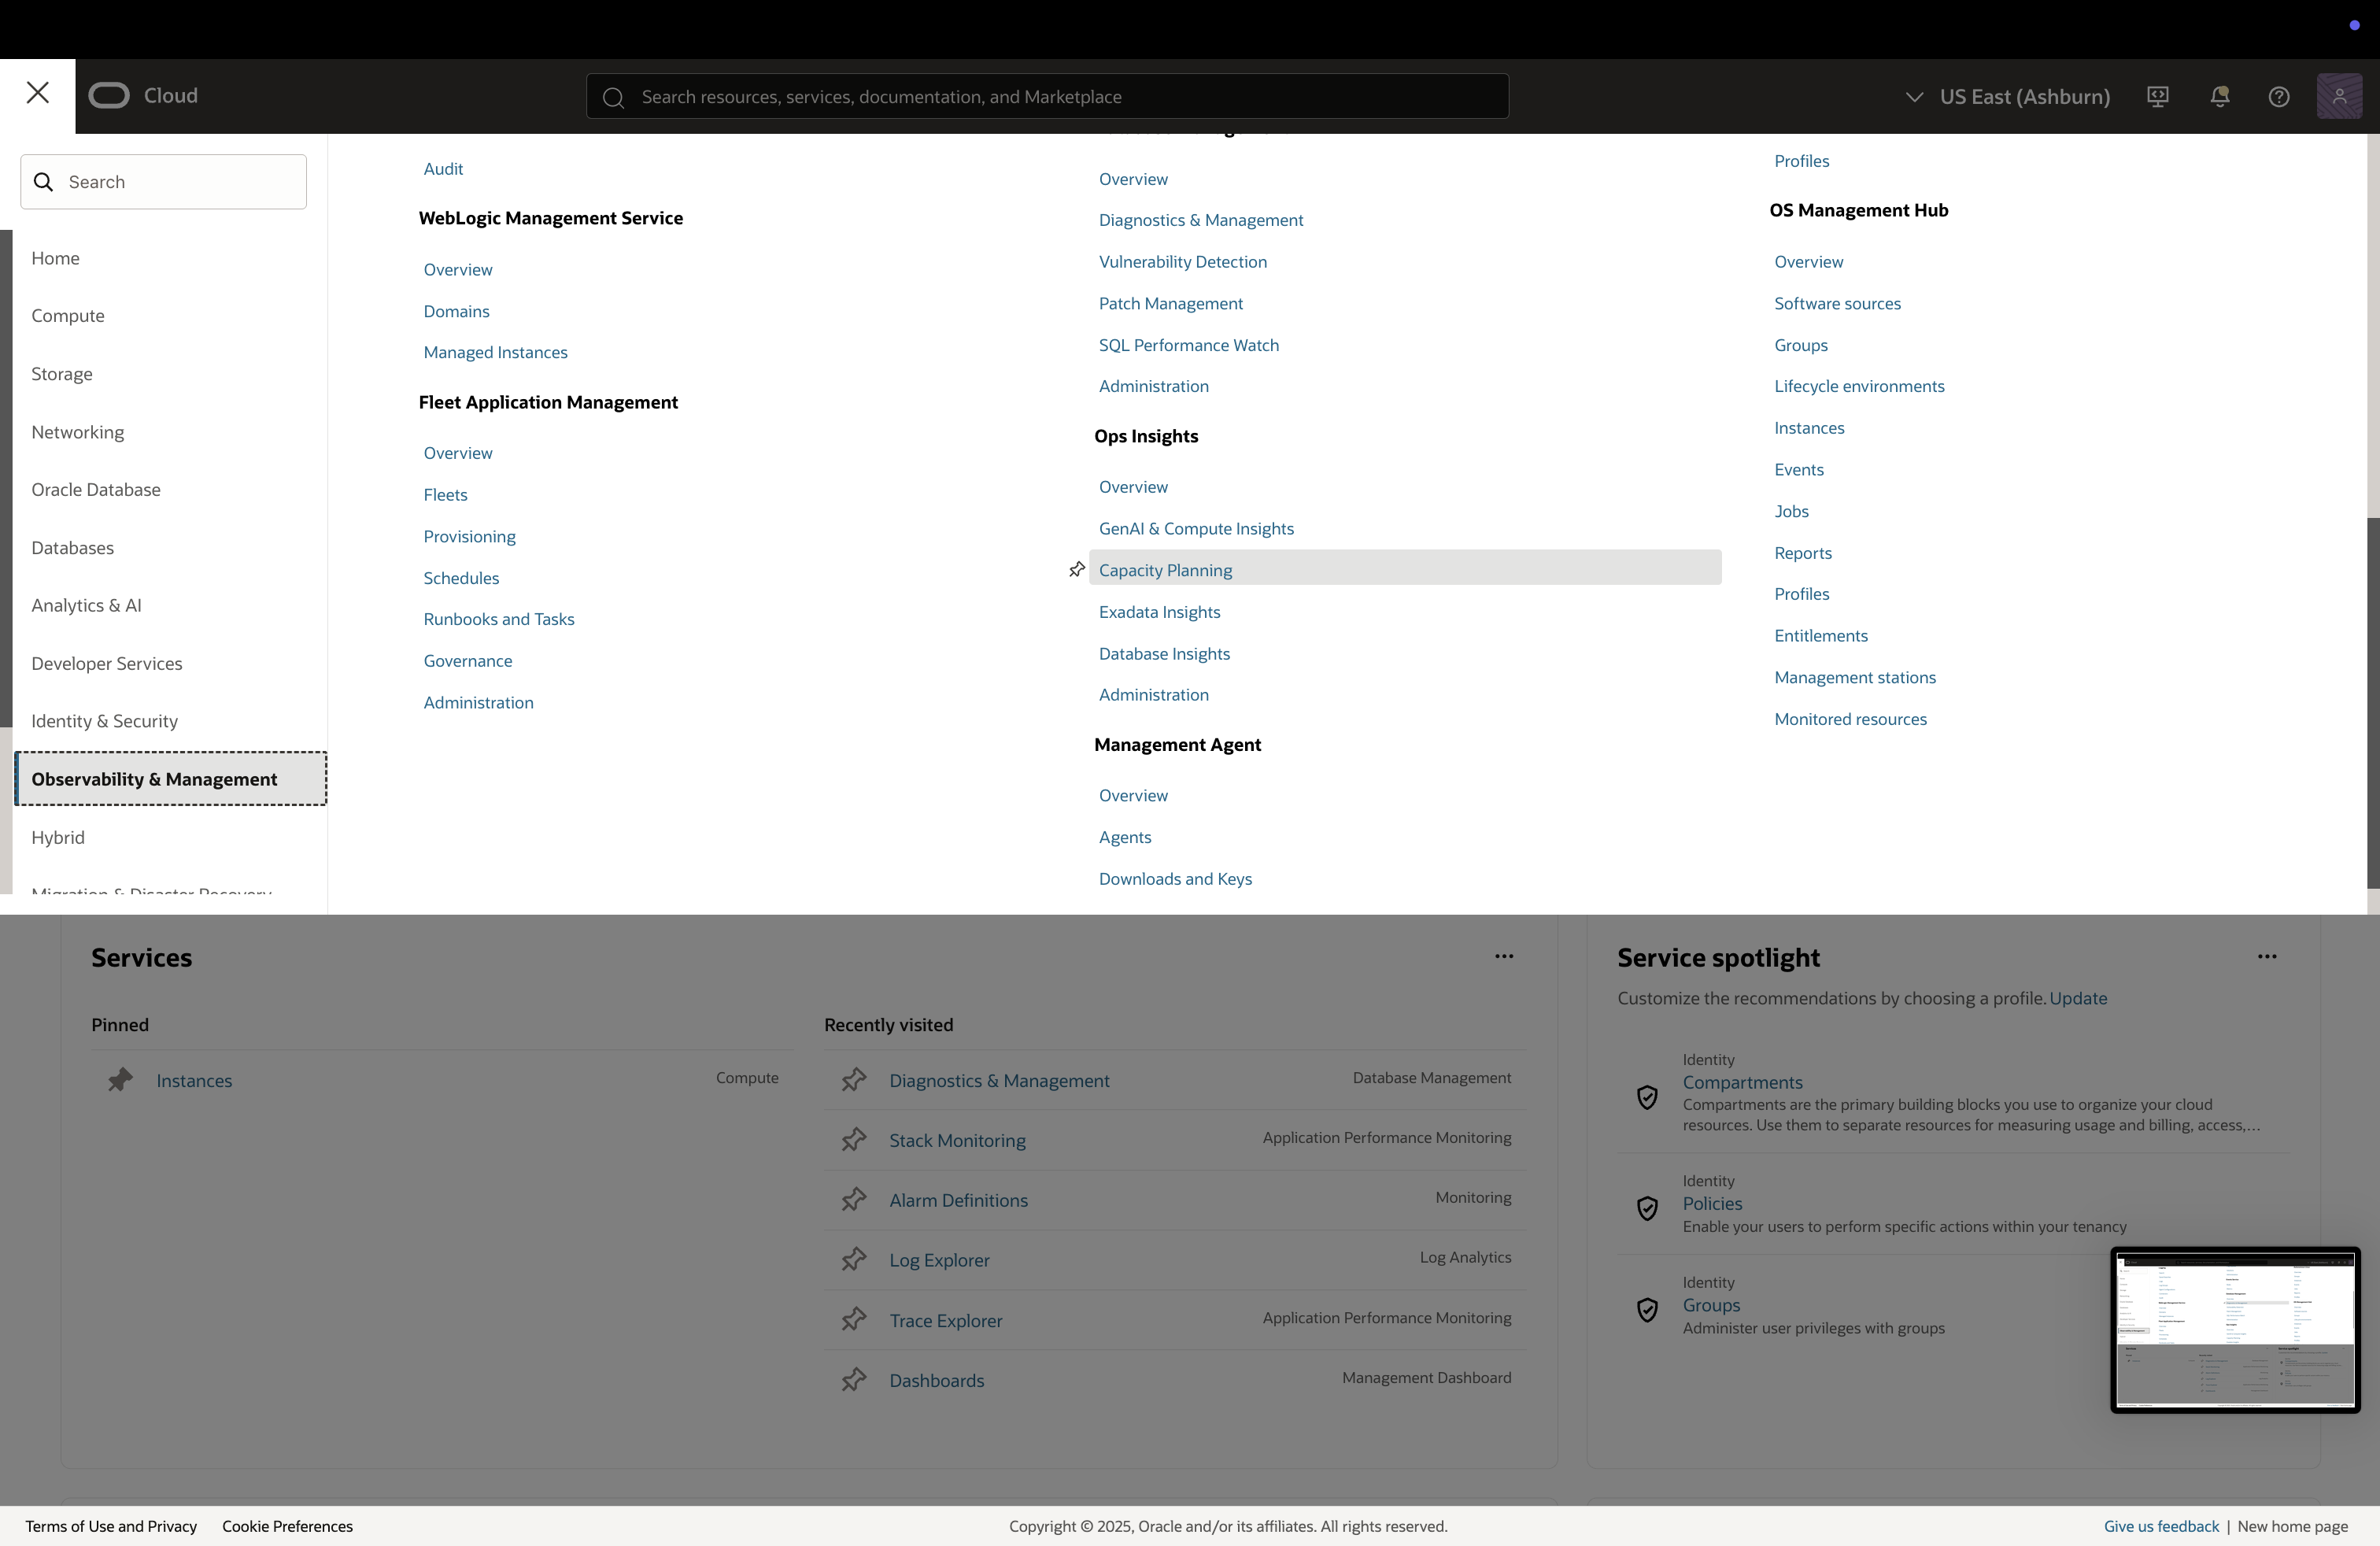 Cloud
Search resources, services, documentation, and Marketplace
US East (Ashburn)
Search
Home
Compute
Storage
Networking
Oracle Database
Databases
Analytics & AI
Developer Services
Identity & Security
Observability & Management
Hybrid
Migration & Disaster Recovery
Audit
WebLogic Management Service
Overview
Domains
Managed Instances
Fleet Application Management
Overview
Fleets
Provisioning
Schedules
Runbooks and Tasks
Governance
Administration
Overview
Diagnostics & Management
Vulnerability Detection
Patch Management
SQL Performance Watch
Administration
Ops Insights
Overview
GenAI & Compute Insights
Capacity Planning
Exadata Insights
Database Insights
Administration
Management Agent
Overview
Agents
Downloads and Keys
Profiles
OS Management Hub
Overview
Software sources
Groups
Lifecycle environments
Instances
Events
Jobs
Reports
Profiles
Entitlements
Management stations
Monitored resources
Services
Pinned
Instances Compute
Recently visited
Diagnostics & Management Database Management
Stack Monitoring Application Performance Monitoring
Alarm Definitions Monitoring
Log Explorer Log Analytics
Trace Explorer Application Performance Monitoring
Dashboards Management Dashboard
Service spotlight
Customize the recommendations by choosing a profile. Update
Identity
Compartments
Compartments are the primary building blocks you use to organize your cloud
resources. Use them to separate resources for measuring usage and billing, access,...
Identity
Policies
Enable your users to perform specific actions within your tenancy
Identity
Groups
Administer user privileges with groups
Terms of Use and Privacy Cookie Preferences
Copyright © 2025, Oracle and/or its affiliates. All rights reserved.
Give us feedback | New home page